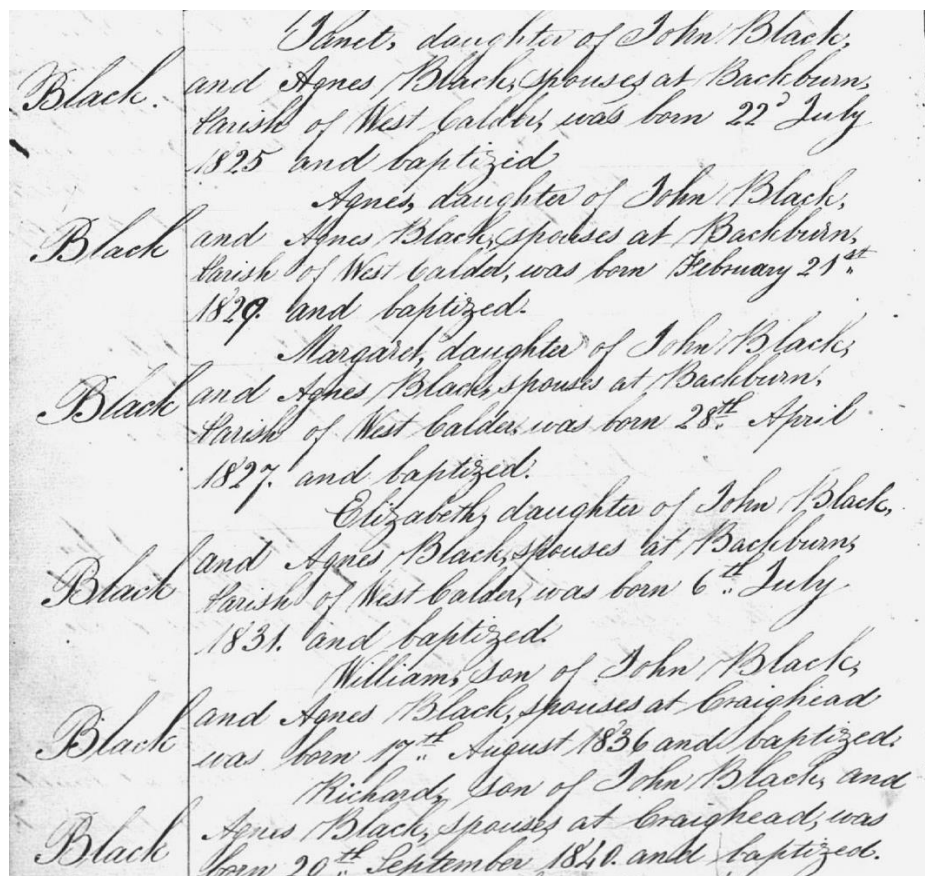 Janet, daughter of John Black,
Black. and Agnes Black, spouses at Backburn,
Parish of West Calder, was born 22d July
1825 and baptized
Agnes, daughter of John Black,
Black and Agnes Black, spouses at Backburn,
Parish of West Calder, was born February 21st
1829. and baptized.
Margaret, daughter of John Black,
Black and Agnes Black, spouses at Backburn,
Parish of West Calder was born 28th April
1827. and baptized.
Elizabeth, daughter of John Black,
and Agnes Black, spouses at Backburn,
Black Parish of West Calder, was born 6th July
1831. and baptized.
William, son of John Black,
and Agnes Black, spouses at Craighead
Black was born 17th August 1836 and baptized.
Richard, son of John Black, and
Agnes Black, spouses at Craighead, was
Black born 20th September 1840. and baptized.